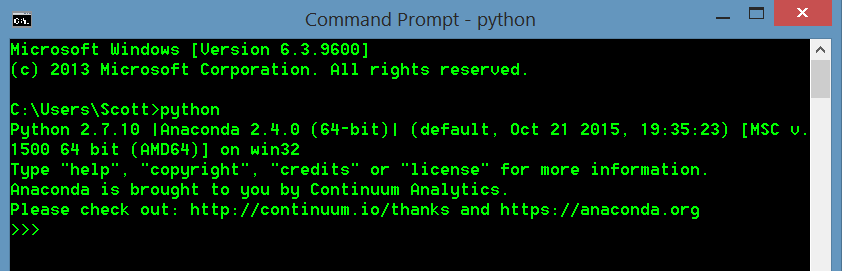 Command Prompt - python
Microsoft Windows [Version 6.3.9600]
(c) 2013 Microsoft Corporation. All rights reserved.
C:\Users\Scott>python
Python 2.7.10 |Anaconda 2.4.0 (64-bit)| (default, Oct 21 2015, 19:35:23) [MSC v.
1500 64 bit (AMD64)] on win32
Type "help", "copyright", "credits" or "license" for more information.
Anaconda is brought to you by Continuum Analytics.
Please check out: http://continuum.io/thanks and https://anaconda.org
>>>